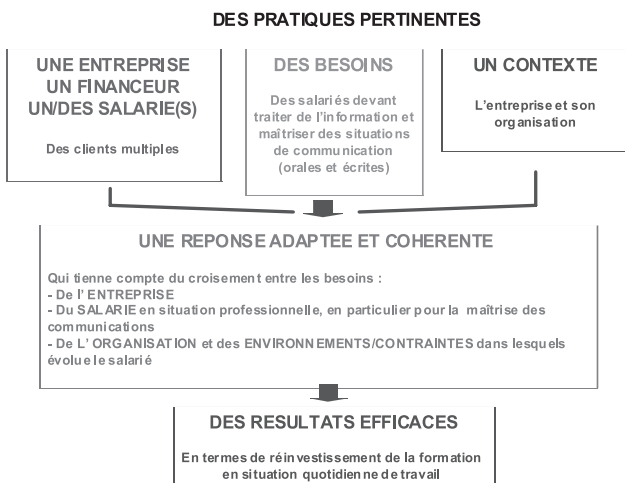 DES PRATIQUES PERTINENTES
UNE ENTREPRISE
UN FINANCEUR
UN/DES SALARIE(S)
Des clients multiples
DES BESOINS
Des salariés devant
traiter de l'information et
maîtriser des situations
de communication
(orales et écrites)
UN CONTEXTE
L'entreprise et son
organisation
UNE REPONSE ADAPTEE ET COHERENTE
Qui tienne compte du croisement entre les besoins :
- De l' ENTREPRISE
- Du SALARIE en situation professionnelle, en particulier pour la maîtrise des
communications
- De L' ORGANISATION et des ENVIRONNEMENTS/CONTRAINTES dans lesquels
évolue le salarié
DES RESULTATS EFFICACES
En termes de réinvestissement de la formation
en situation quotidienne de travail